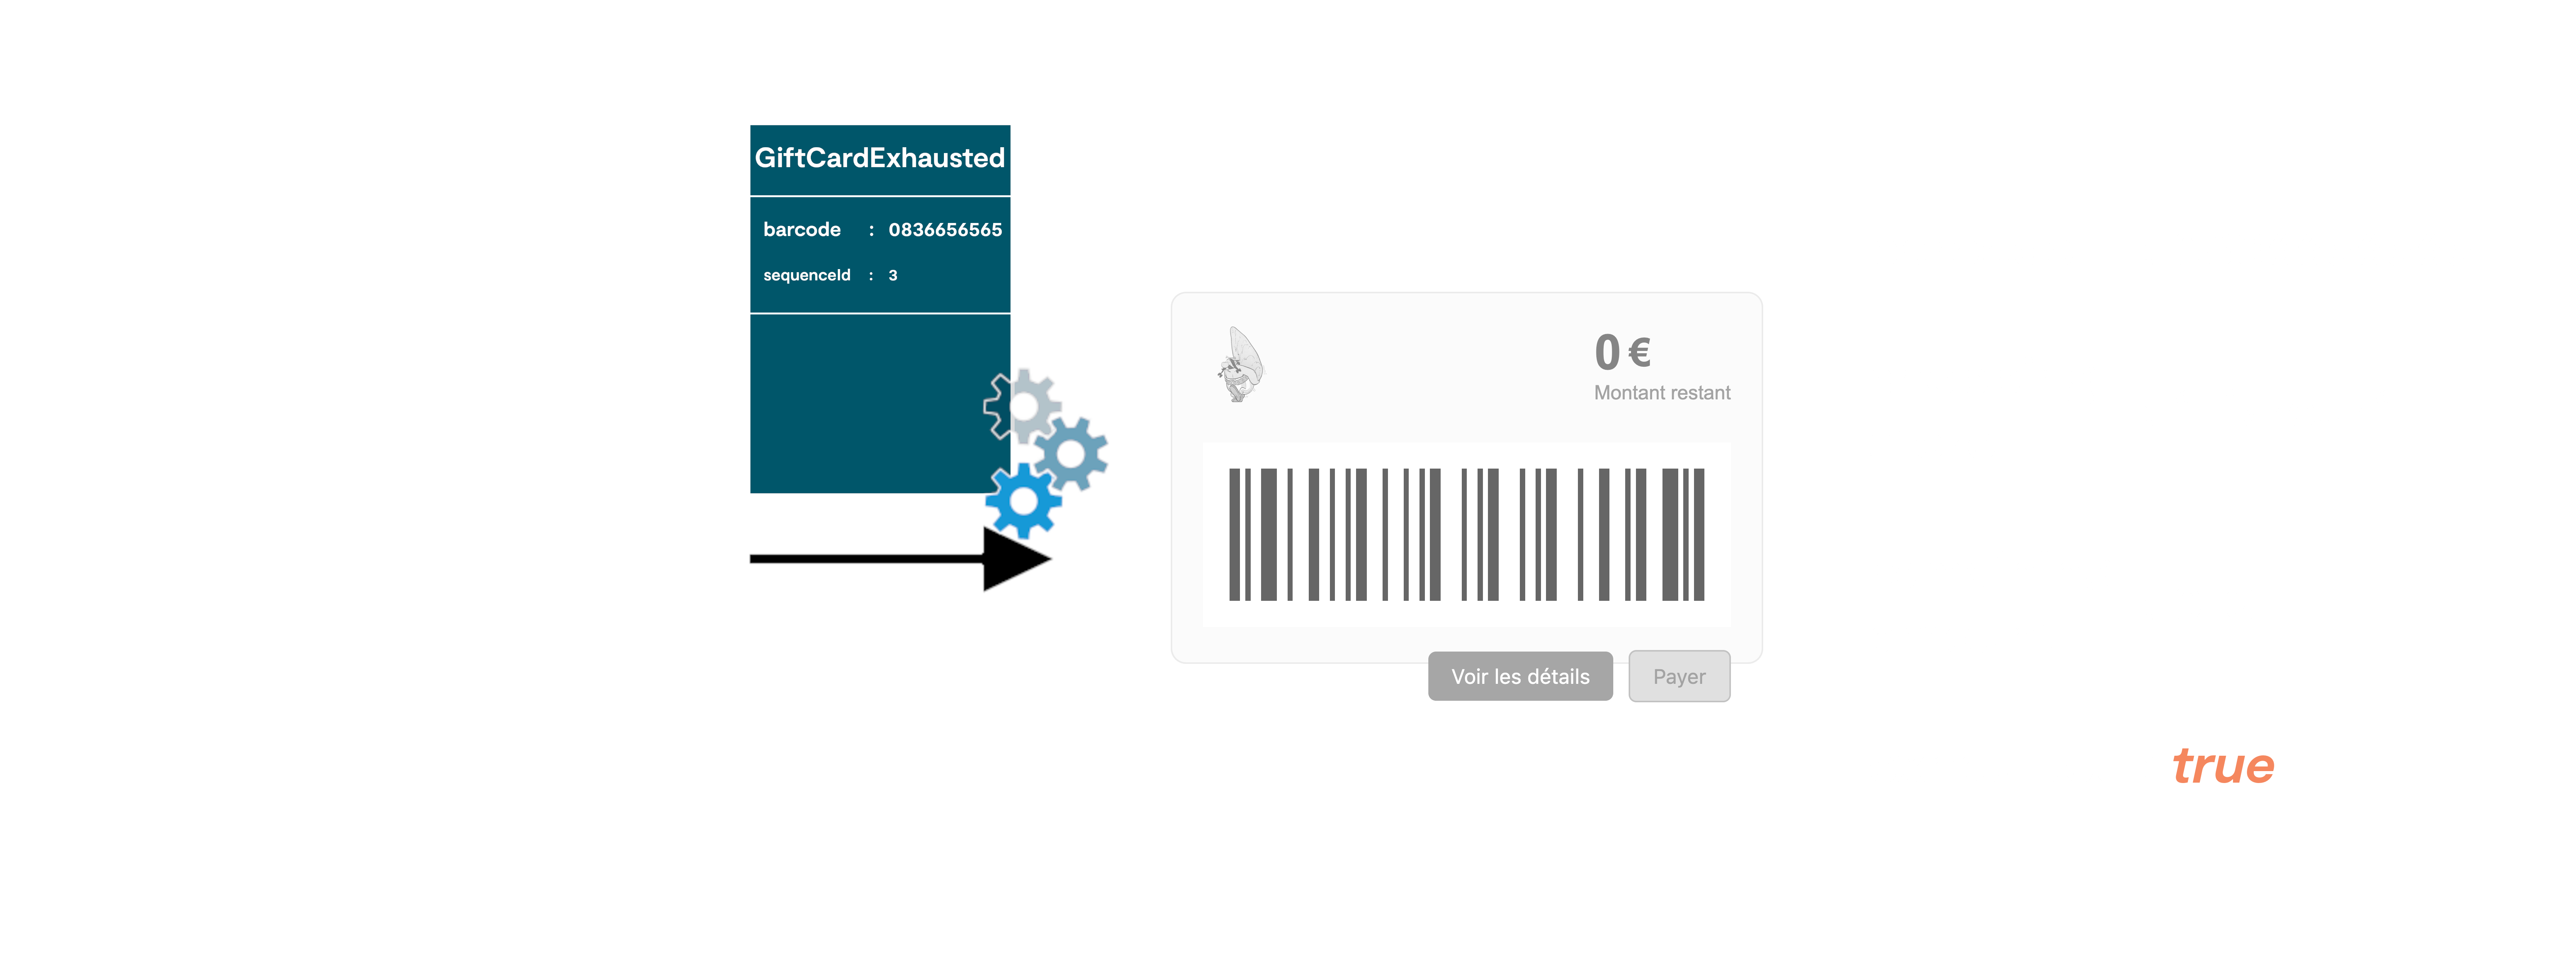 GiftCardExhausted
barcode : 0836656565
sequenceId : 3
0 €
Montant restant
Voir les détails
Payer
true